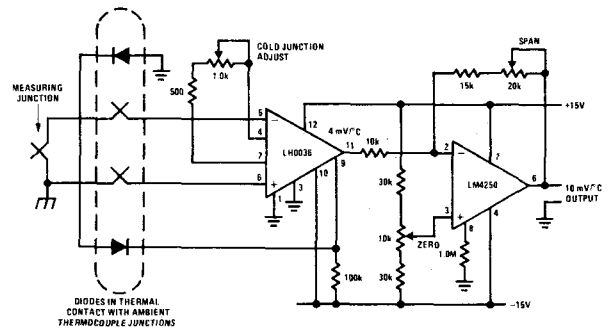 SPAN
COLD JUNCTION
ADJUST
1.0k
500
15k
20k
+15V
MEASURING
JUNCTION
5
12
4 mV/°C
4
LH0036
11
10k
2
7
7
9
30k
LM4250
6
10 mV/°C
OUTPUT
6
10
3
1
3
8
4
10k
ZERO
1.0M
100k
30k
-15V
DIODES IN THERMAL
CONTACT WITH AMBIENT
THERMOCOUPLE JUNCTIONS